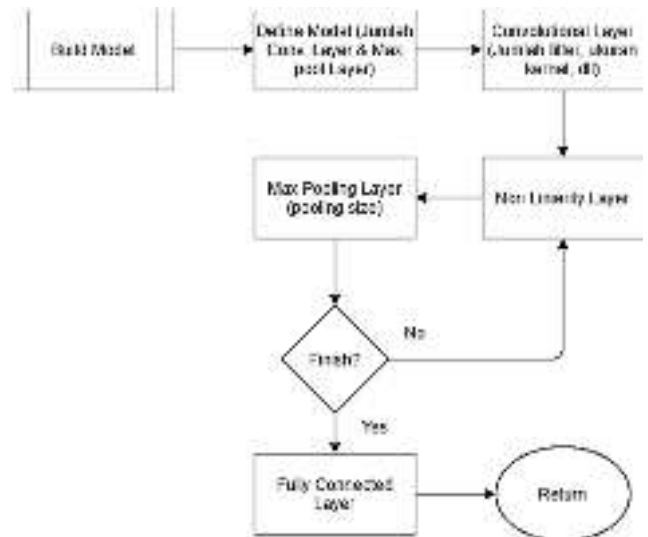 Build Model
Define Model (Jumlah
Conv. Layer & Max
pool Layer)
Convolutional Layer
(Jumlah filter, ukuran
kernel, dll)
Max Pooling Layer
(pooling size)
Non Linearity Layer
No
Finish?
Yes
Fully Connected
Layer
Return